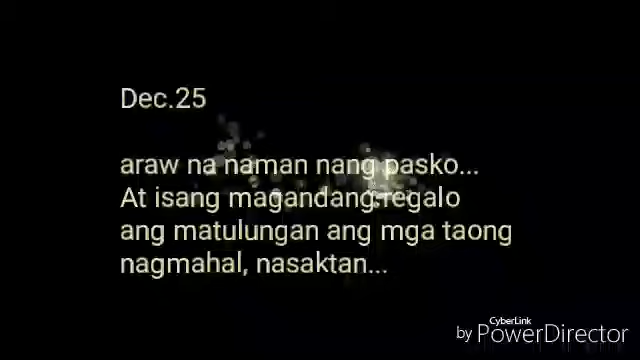 Dec.25
araw na naman nang pasko...
At isang magandang regalo
ang matulungan ang mga taong
nagmahal, nasaktan...
CyberLink
by PowerDirector